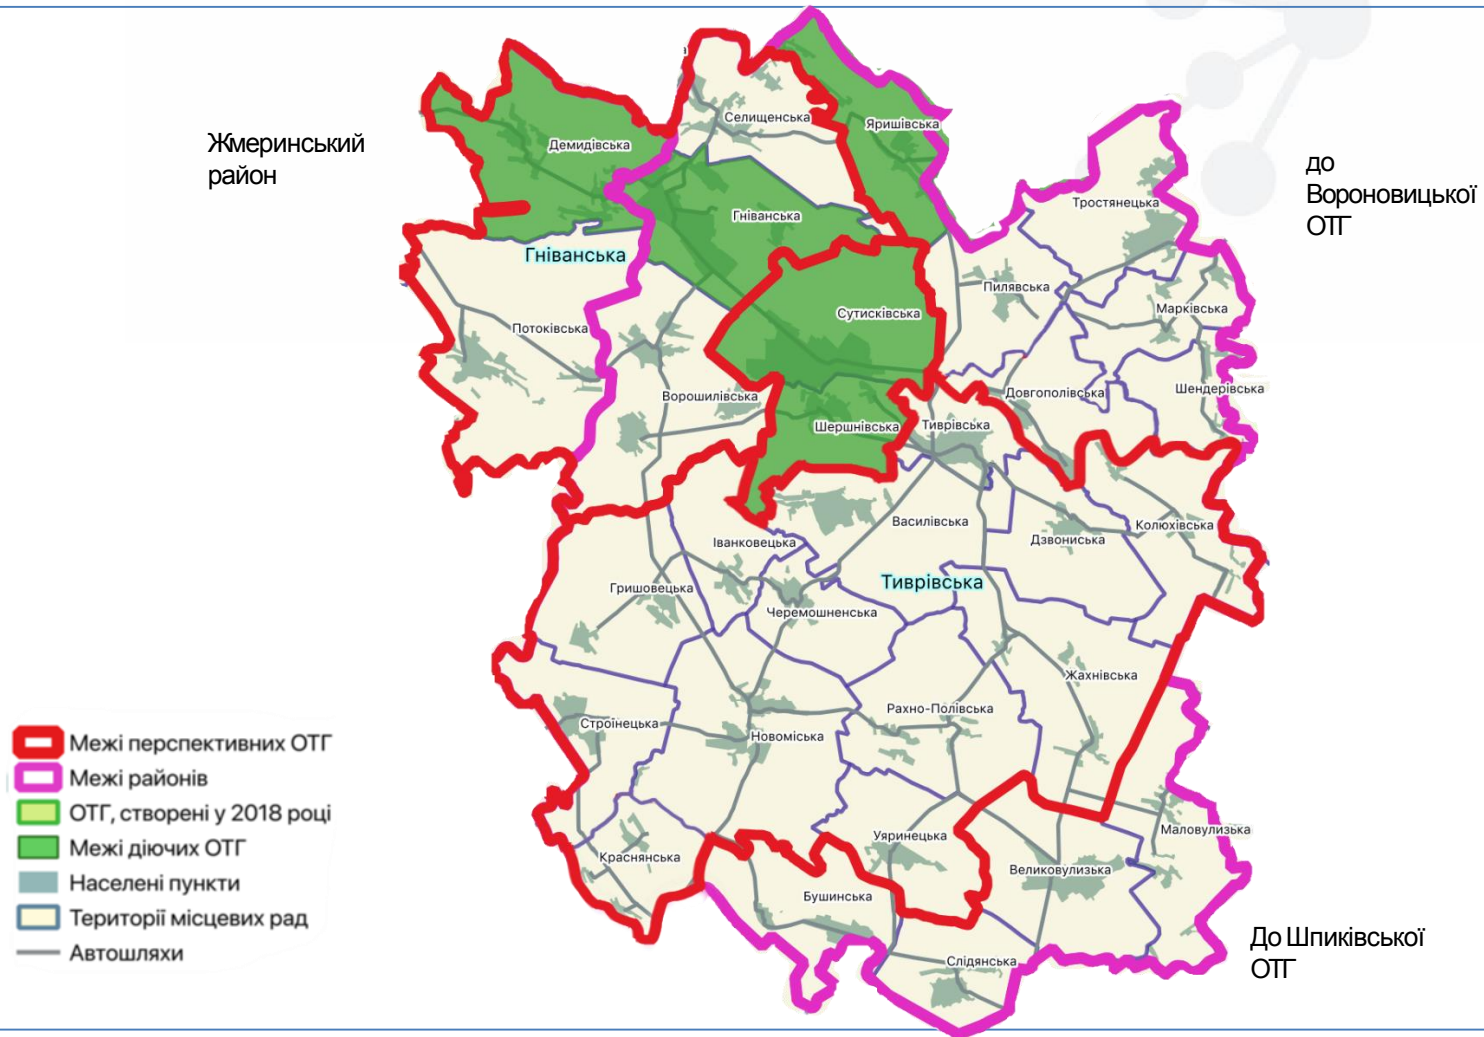 Жмеринський
район
до
Вороновицької
ОТГ
Селищенська
Яришівська
Демидівська
Тростянецька
Гніванська
Гніванська
Пилявська
Сутисківська
Марківська
Потоківська
Шендерівська
Довгополівська
Ворошилівська
Шершнівська
Тиврівська
Василівська
Колюхівська
Дзвониська
Іванковецька
Тиврівська
Гришовецька
Черемошненська
Жахнівська
Рахно-Полівська
Строїнецька
Новоміська
Маловулизька
Уяринецька
Краснянська
Великовулизька
Бушинська
Слідянська
До Шпиківської
ОТГ
Межі перспективних ОТГ
Межі районів
ОТГ, створені у 2018 році
Межі діючих ОТГ
Населені пункти
Території місцевих рад
Автошляхи